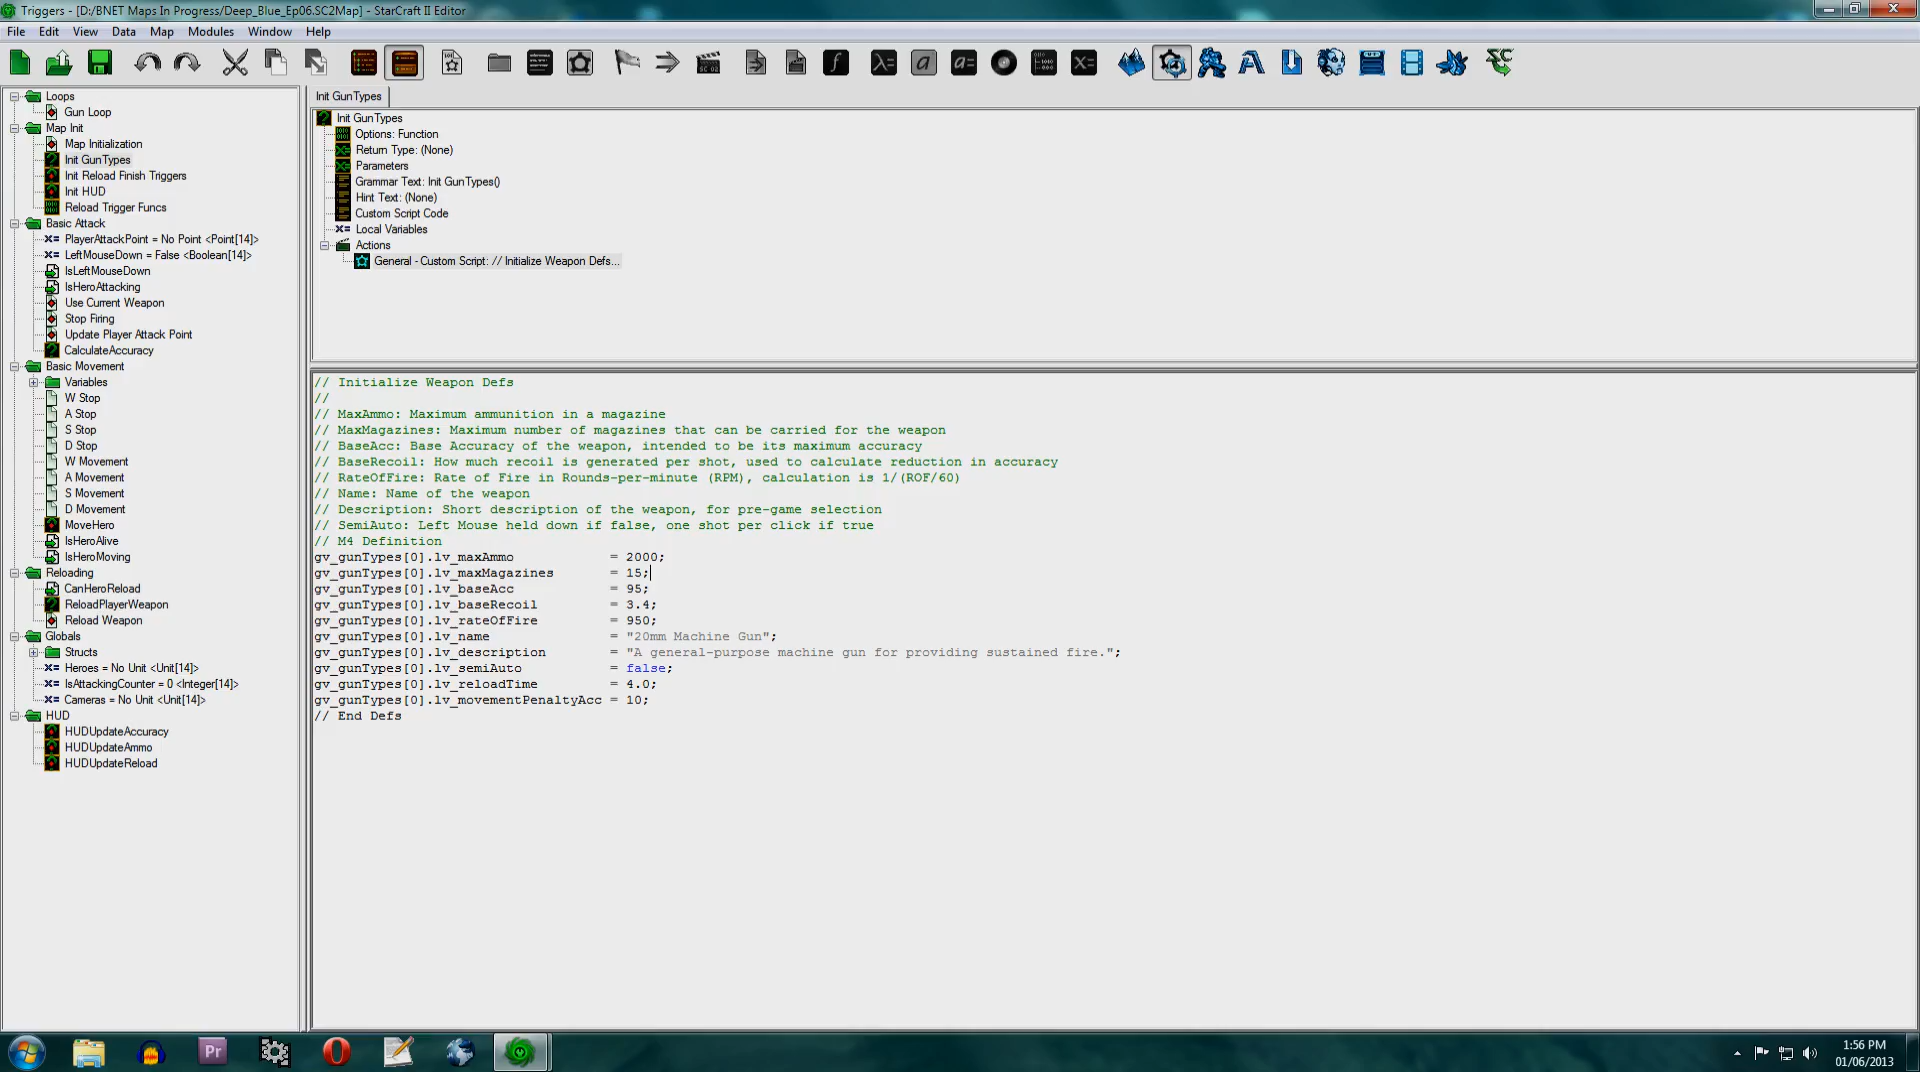 Triggers - [D:/BNET Maps In Progress/Deep_Blue_Ep06.SC2Map] - StarCraft II Editor
File Edit View Data Map Modules Window Help
Loops
Gun Loop
Map Init
Map Initialization
Init GunTypes
Init Reload Finish Triggers
Init HUD
Reload Trigger Funcs
Basic Attack
PlayerAttackPoint = No Point <Point[14]>
LeftMouseDown = False <Boolean[14]>
IsLeftMouseDown
IsHeroAttacking
Use Current Weapon
Stop Firing
Update Player Attack Point
CalculateAccuracy
Basic Movement
Variables
W Stop
A Stop
S Stop
D Stop
W Movement
A Movement
S Movement
D Movement
MoveHero
IsHeroAlive
IsHeroMoving
Reloading
CanHeroReload
ReloadPlayerWeapon
Reload Weapon
Globals
Structs
Heroes = No Unit <Unit[14]>
IsAttackingCounter = 0 <Integer[14]>
Cameras = No Unit <Unit[14]>
HUD
HUDUpdateAccuracy
HUDUpdateAmmo
HUDUpdateReload
Init GunTypes
Init GunTypes
Options: Function
Return Type: (None)
Parameters
Grammar Text: Init GunTypes()
Hint Text: (None)
Custom Script Code
Local Variables
Actions
General - Custom Script: // Initialize Weapon Defs...
// Initialize Weapon Defs
//
// MaxAmmo: Maximum ammunition in a magazine
// MaxMagazines: Maximum number of magazines that can be carried for the weapon
// BaseAcc: Base Accuracy of the weapon, intended to be its maximum accuracy
// BaseRecoil: How much recoil is generated per shot, used to calculate reduction in accuracy
// RateOfFire: Rate of Fire in Rounds-per-minute (RPM), calculation is 1/(ROF/60)
// Name: Name of the weapon
// Description: Short description of the weapon, for pre-game selection
// SemiAuto: Left Mouse held down if false, one shot per click if true
// M4 Definition
gv_gunTypes[0].lv_maxAmmo = 2000;
gv_gunTypes[0].lv_maxMagazines = 15;
gv_gunTypes[0].lv_baseAcc = 95;
gv_gunTypes[0].lv_baseRecoil = 3.4;
gv_gunTypes[0].lv_rateOfFire = 950;
gv_gunTypes[0].lv_name = "20mm Machine Gun";
gv_gunTypes[0].lv_description = "A general-purpose machine gun for providing sustained fire.";
gv_gunTypes[0].lv_semiAuto = false;
gv_gunTypes[0].lv_reloadTime = 4.0;
gv_gunTypes[0].lv_movementPenaltyAcc = 10;
// End Defs
Pr
1:56 PM
01/06/2013